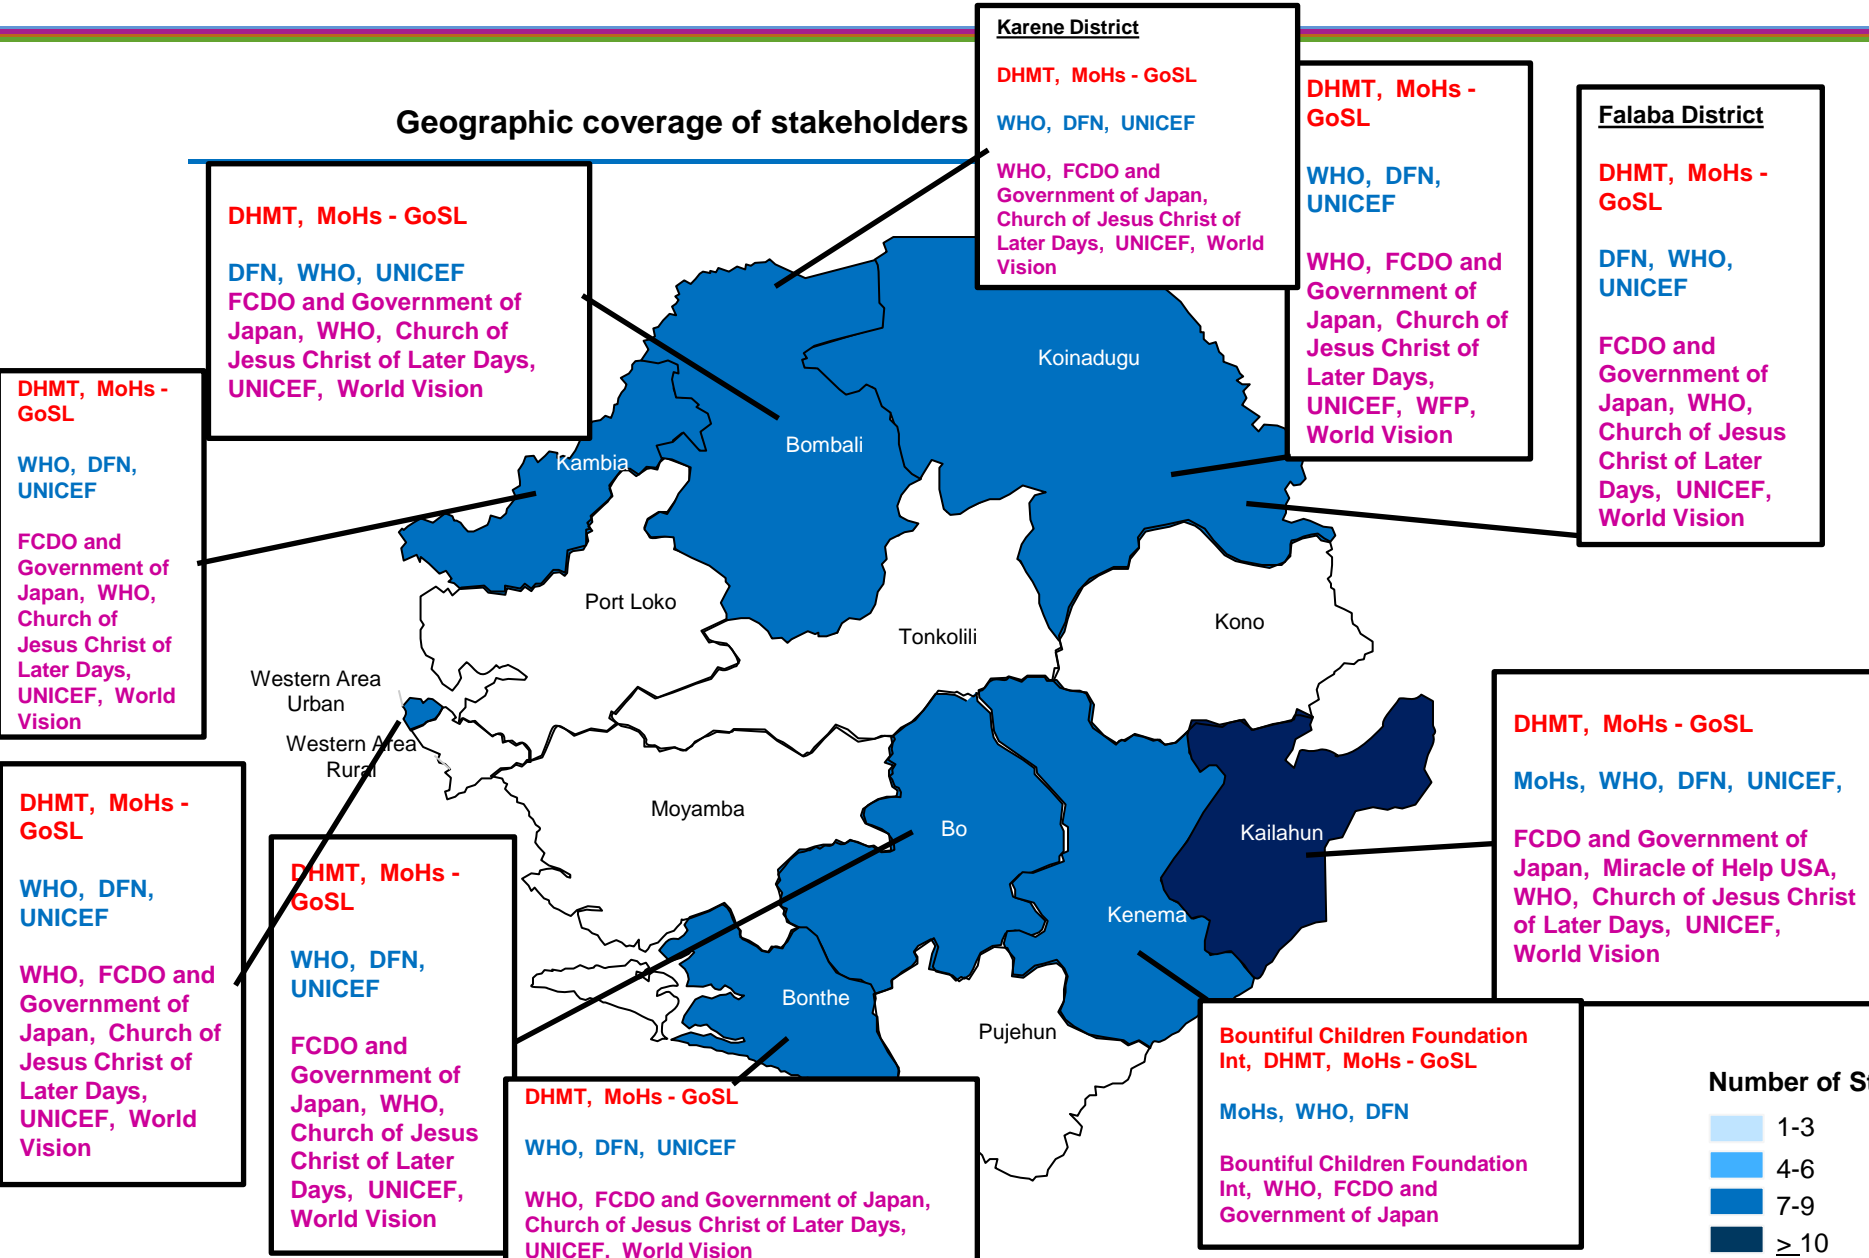 Geographic coverage of stakeholders
Karene District
DHMT, MoHs - GoSL
WHO, DFN, UNICEF
WHO, FCDO and
Government of Japan,
Church of Jesus Christ of
Later Days, UNICEF, World
Vision
DHMT, MoHs -
GoSL
WHO, DFN,
UNICEF
WHO, FCDO and
Government of
Japan, Church of
Jesus Christ of
Later Days,
UNICEF, WFP,
World Vision
Falaba District
DHMT, MoHs -
GoSL
DFN, WHO,
UNICEF
FCDO and
Government of
Japan, WHO,
Church of Jesus
Christ of Later
Days, UNICEF,
World Vision
DHMT, MoHs - GoSL
DFN, WHO, UNICEF
FCDO and Government of
Japan, WHO, Church of
Jesus Christ of Later Days,
UNICEF, World Vision
DHMT, MoHs -
GoSL
WHO, DFN,
UNICEF
FCDO and
Government of
Japan, WHO,
Church of
Jesus Christ of
Later Days,
UNICEF, World
Vision
Koinadugu
Bombali
Kambia
Port Loko
Tonkolili
Kono
Western Area
Urban
Western Area
Rural
Moyamba
Bo
Kailahun
Kenema
Bonthe
Pujehun
DHMT, MoHs -
GoSL
WHO, DFN,
UNICEF
WHO, FCDO and
Government of
Japan, Church of
Jesus Christ of
Later Days,
UNICEF, World
Vision
DHMT, MoHs -
GoSL
WHO, DFN,
UNICEF
FCDO and
Government of
Japan, WHO,
Church of Jesus
Christ of Later
Days, UNICEF,
World Vision
DHMT, MoHs - GoSL
WHO, DFN, UNICEF
WHO, FCDO and Government of Japan,
Church of Jesus Christ of Later Days,
UNICEF, World Vision
Bountiful Children Foundation
Int, DHMT, MoHs - GoSL
MoHs, WHO, DFN
Bountiful Children Foundation
Int, WHO, FCDO and
Government of Japan
DHMT, MoHs - GoSL
MoHs, WHO, DFN, UNICEF,
FCDO and Government of
Japan, Miracle of Help USA,
WHO, Church of Jesus Christ
of Later Days, UNICEF,
World Vision
Number of St
1-3
4-6
7-9
≥ 10